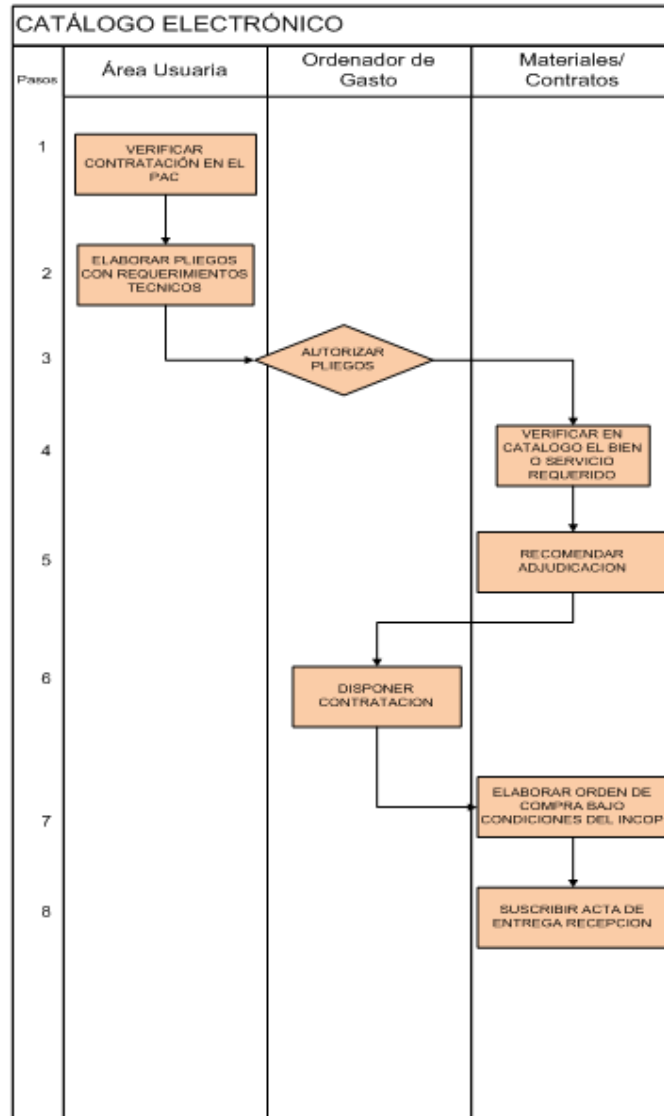 CATÁLOGO ELECTRÓNICO
Pasos
Área Usuaria
Ordenador de
Gasto
Materiales/
Contratos
1
VERIFICAR
CONTRATACIÓN EN EL
PAC
2
ELABORAR PLIEGOS
CON REQUERIMIENTOS
TECNICOS
3
AUTORIZAR
PLIEGOS
4
VERIFICAR EN
CATALOGO EL BIEN
O SERVICIO
REQUERIDO
5
RECOMENDAR
ADJUDICACION
6
DISPONER
CONTRATACION
7
ELABORAR ORDEN DE
COMPRA BAJO
CONDICIONES DEL INCOP
8
SUSCRIBIR ACTA DE
ENTREGA RECEPCION